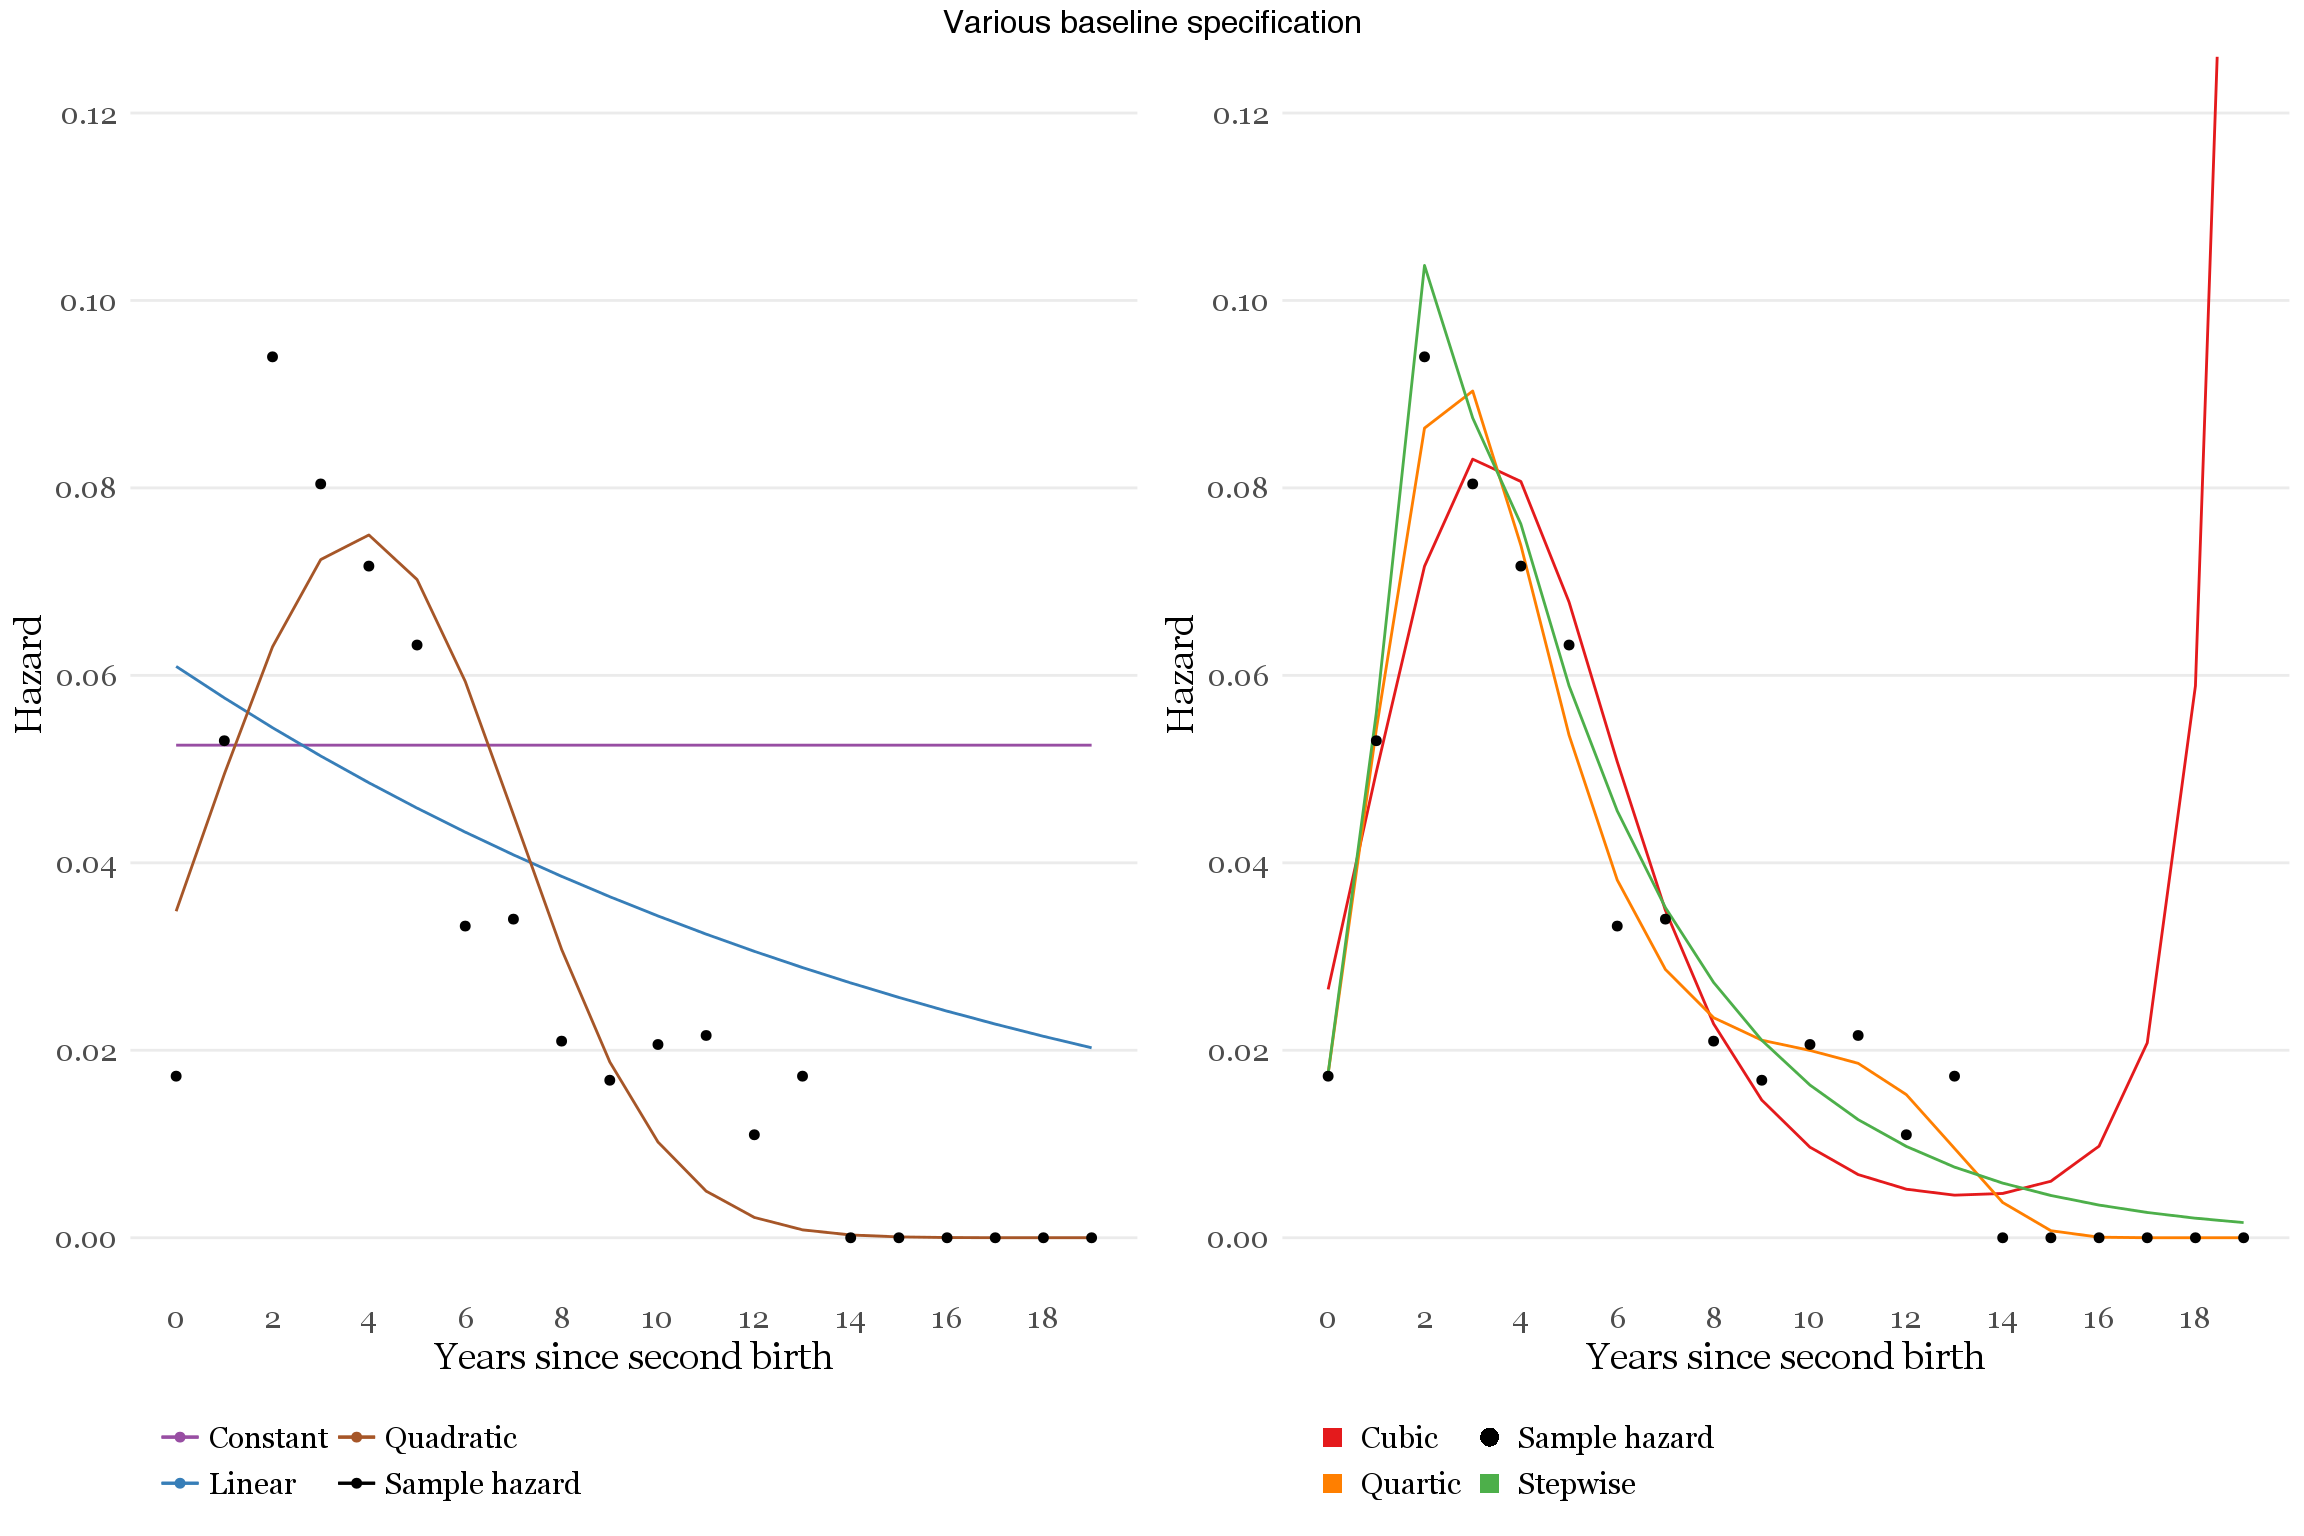 Various baseline specification
0.12
0.10
0.08
0.06
0.04
0.02
0.00
Hazard
0 2 4 6 8 10 12 14 16 18
Years since second birth
Constant Quadratic
Linear Sample hazard
0.12
0.10
0.08
0.06
0.04
0.02
0.00
Hazard
0 2 4 6 8 10 12 14 16 18
Years since second birth
Cubic Sample hazard
Quartic Stepwise